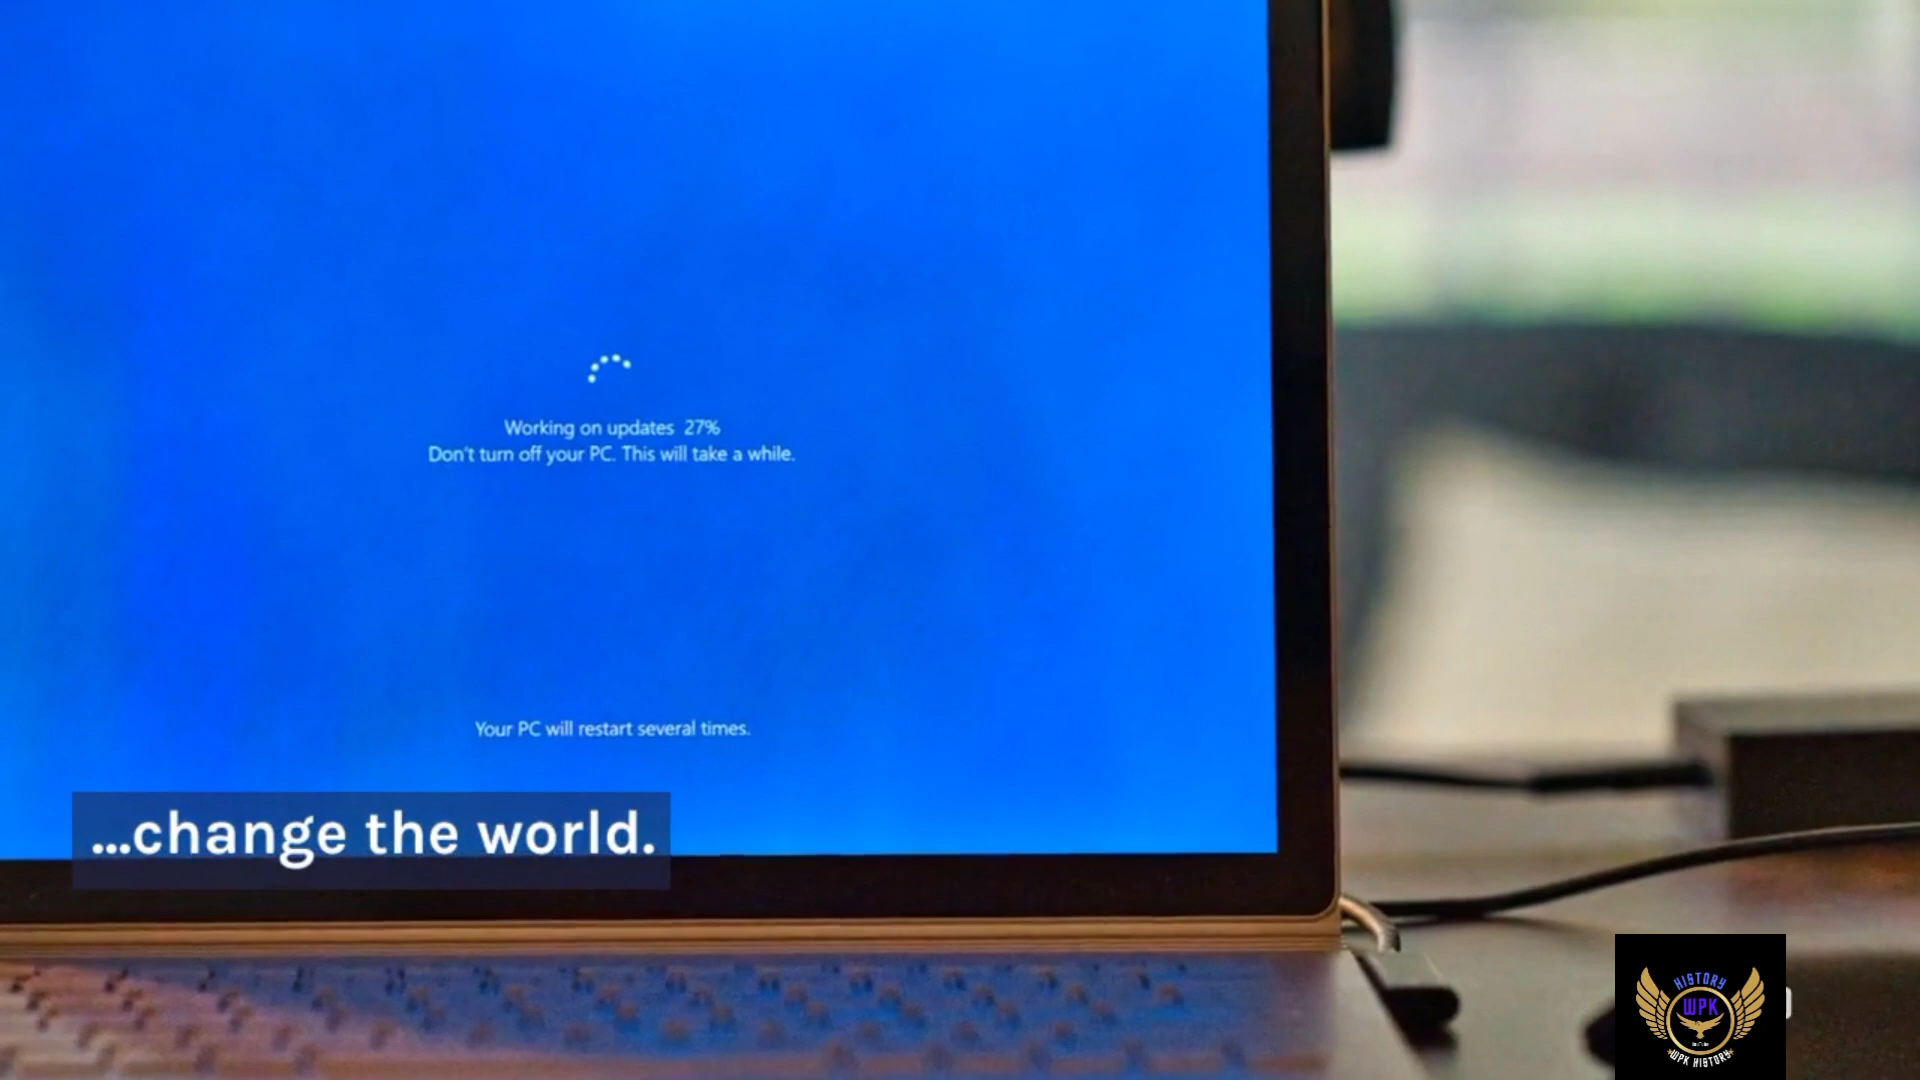 Working on updates 27%
Don't turn off your PC. This will take a while.
Your PC will restart several times.
...change the world.
HISTORY
WPK
WPK HISTORY